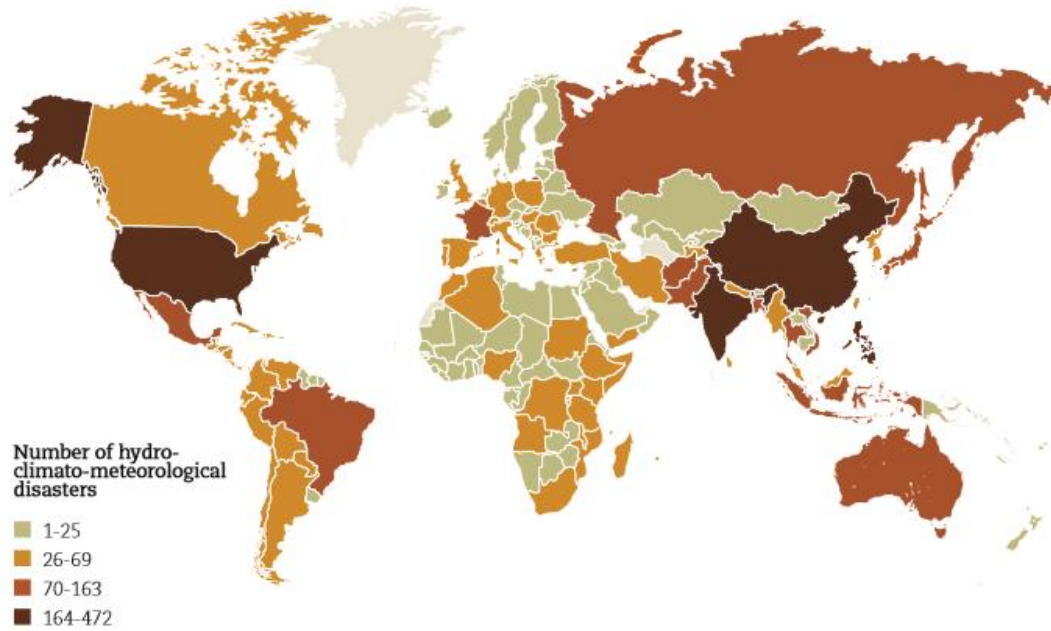 Number of hydro-
climato-meteorological
disasters
1-25
26-69
70-163
164-472